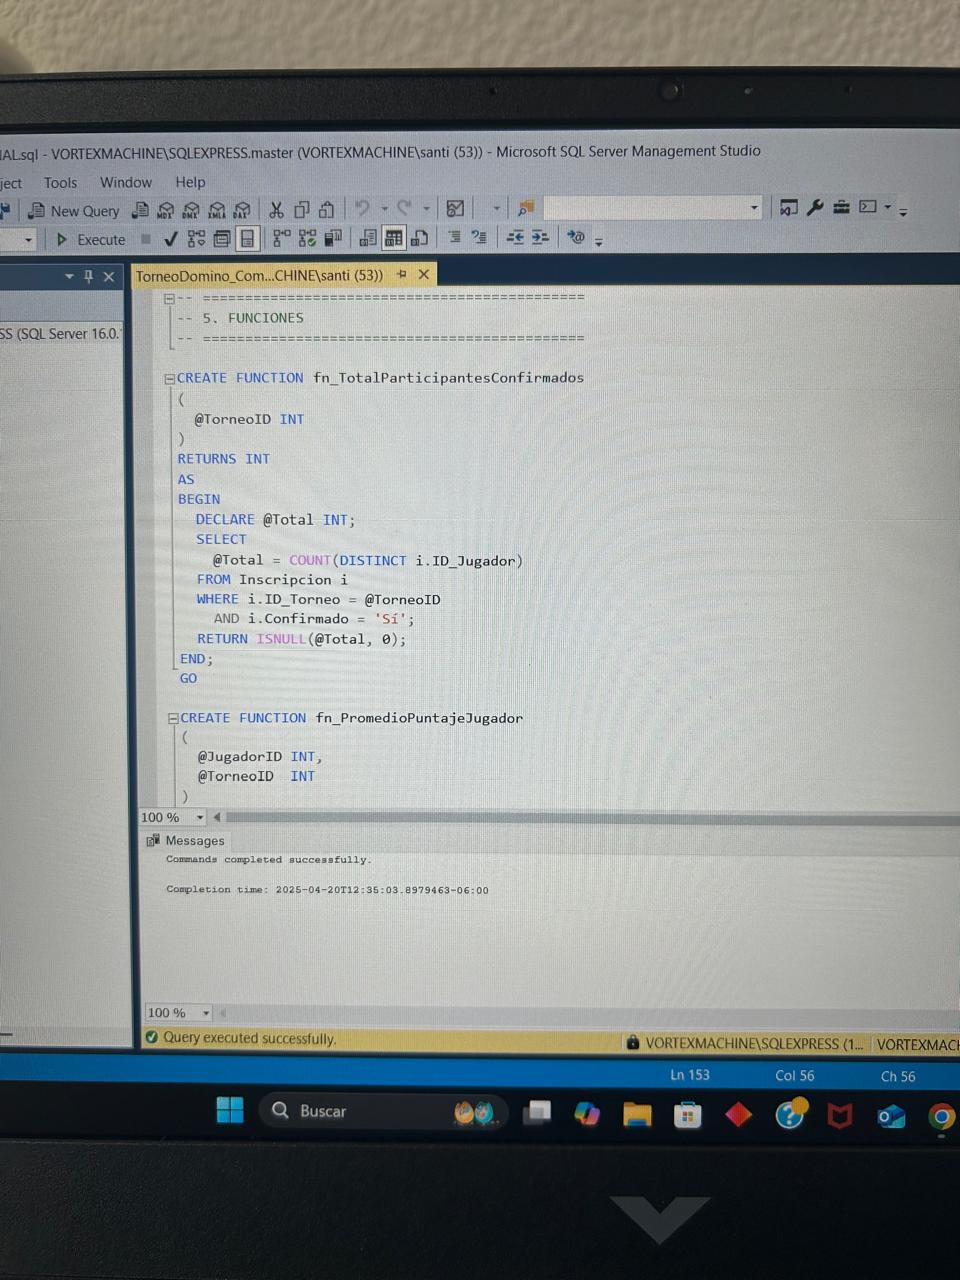 IAL.sql - VORTEXMACHINE\SQLEXPRESS.master (VORTEXMACHINE\santi (53)) - Microsoft SQL Server Management Studio
ject Tools Window Help
New Query MDX DMX XMLA DAX
Execute
TorneoDomino_Com...CHINE\santi (53))
SS (SQL Server 16.0.
-- =============================================
-- 5. FUNCIONES
-- =============================================
CREATE FUNCTION fn_TotalParticipantesConfirmados
(
@TorneoID INT
)
RETURNS INT
AS
BEGIN
DECLARE @Total INT;
SELECT
@Total = COUNT(DISTINCT i.ID_Jugador)
FROM Inscripcion i
WHERE i.ID_Torneo = @TorneoID
AND i.Confirmado = 'Sí';
RETURN ISNULL(@Total, 0);
END;
GO
CREATE FUNCTION fn_PromedioPuntajeJugador
(
@JugadorID INT,
@TorneoID INT
)
100 %
Messages
Commands completed successfully.
Completion time: 2025-04-20T12:35:03.8979463-06:00
100 %
Query executed successfully. VORTEXMACHINE\SQLEXPRESS (1... VORTEXMACH
Ln 153 Col 56 Ch 56
Buscar